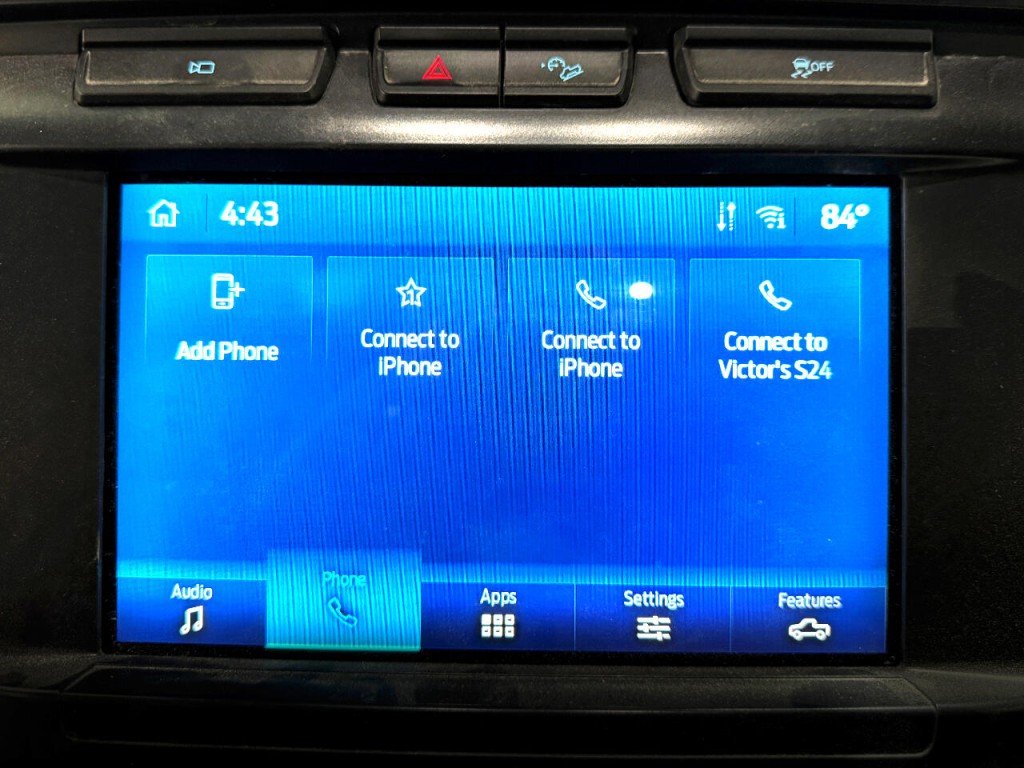 OFF
4:43
84°
Add Phone
Connect to
iPhone
Connect to
iPhone
Connect to
Victor's S24
Audio
Phone
Apps
Settings
Features